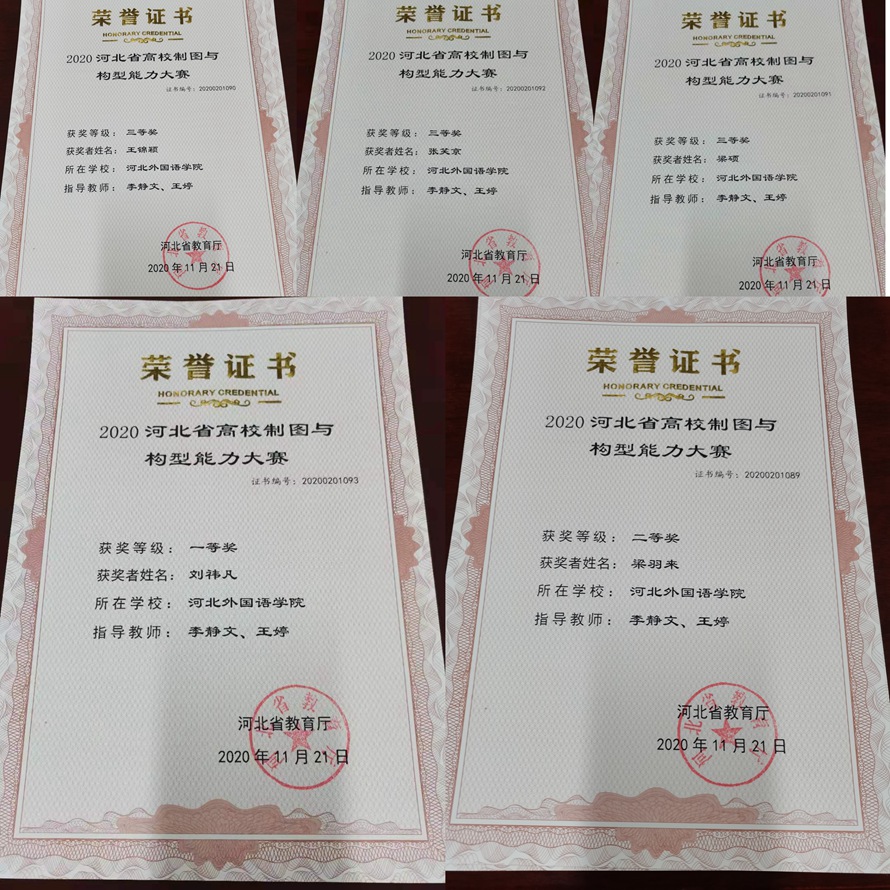 荣誉证书
HONORARY CREDENTIAL
2020 河北省高校制图与
构型能力大赛
证书编号：20200201090
获奖等级：三等奖
获奖者姓名：王锦颖
所在学校：河北外国语学院
指导教师：李静文、王婷
河北省教育厅
2020 年 11 月 21 日
荣誉证书
HONORARY CREDENTIAL
2020 河北省高校制图与
构型能力大赛
证书编号：20200201092
获奖等级：三等奖
获奖者姓名：张芙京
所在学校：河北外国语学院
指导教师：李静文、王婷
河北省教育厅
2020 年 11 月 21 日
荣誉证书
HONORARY CREDENTIAL
2020 河北省高校制图与
构型能力大赛
证书编号：20200201091
获奖等级：三等奖
获奖者姓名：梁硕
所在学校：河北外国语学院
指导教师：李静文、王婷
河北省教育厅
2020 年 11 月 21 日
荣誉证书
HONORARY CREDENTIAL
2020 河北省高校制图与
构型能力大赛
证书编号：20200201093
获奖等级：一等奖
获奖者姓名：刘祎凡
所在学校：河北外国语学院
指导教师：李静文、王婷
河北省教育厅
2020 年 11 月 21 日
荣誉证书
HONORARY CREDENTIAL
2020 河北省高校制图与
构型能力大赛
证书编号：20200201089
获奖等级：二等奖
获奖者姓名：梁羽来
所在学校：河北外国语学院
指导教师：李静文、王婷
河北省教育厅
2020 年 11 月 21 日